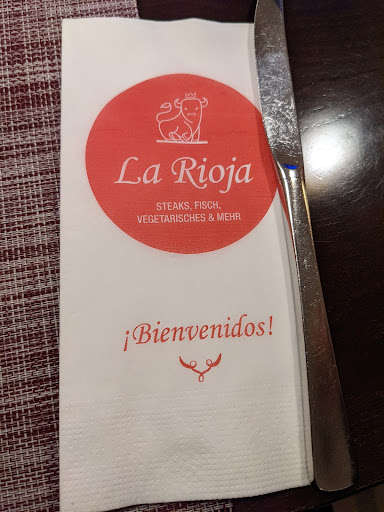 La Rioja
STEAKS, FISCH,
VEGETARISCHES & MEHR
¡Bienvenidos!